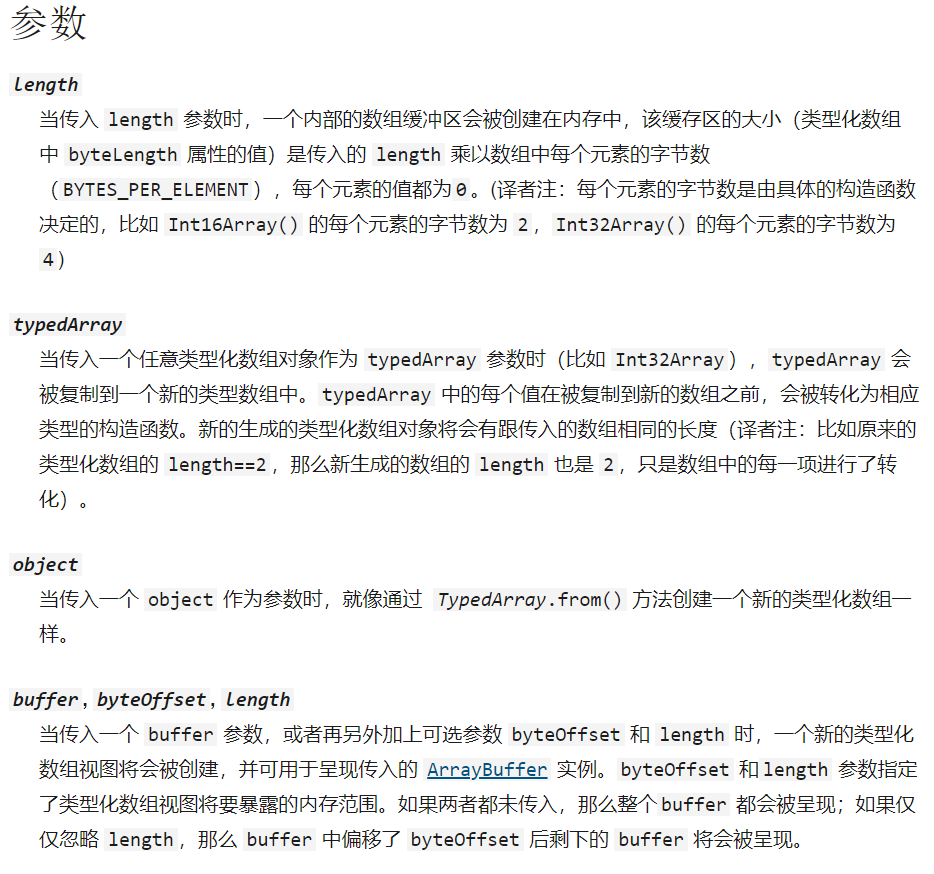 参数
length
当传入 length 参数时，一个内部的数组缓冲区会被创建在内存中，该缓存区的大小（类型化数组
中 byteLength 属性的值）是传入的 length 乘以数组中每个元素的字节数
（BYTES_PER_ELEMENT），每个元素的值都为0。(译者注：每个元素的字节数是由具体的构造函数
决定的，比如 Int16Array() 的每个元素的字节数为 2，Int32Array() 的每个元素的字节数为
4）
typedArray
当传入一个任意类型化数组对象作为 typedArray 参数时（比如 Int32Array），typedArray 会
被复制到一个新的类型数组中。typedArray 中的每个值在被复制到新的数组之前，会被转化为相应
类型的构造函数。新的生成的类型化数组对象将会有跟传入的数组相同的长度（译者注：比如原来的
类型化数组的 length==2，那么新生成的数组的 length 也是 2，只是数组中的每一项进行了转
化）。
object
当传入一个 object 作为参数时，就像通过 TypedArray.from() 方法创建一个新的类型化数组一
样。
buffer, byteOffset, length
当传入一个 buffer 参数，或者再另外加上可选参数 byteOffset 和 length 时，一个新的类型化
数组视图将会被创建，并可用于呈现传入的 ArrayBuffer 实例。byteOffset 和length 参数指定
了类型化数组视图将要暴露的内存范围。如果两者都未传入，那么整个buffer 都会被呈现；如果仅
仅忽略 length，那么 buffer 中偏移了 byteOffset 后剩下的 buffer 将会被呈现。